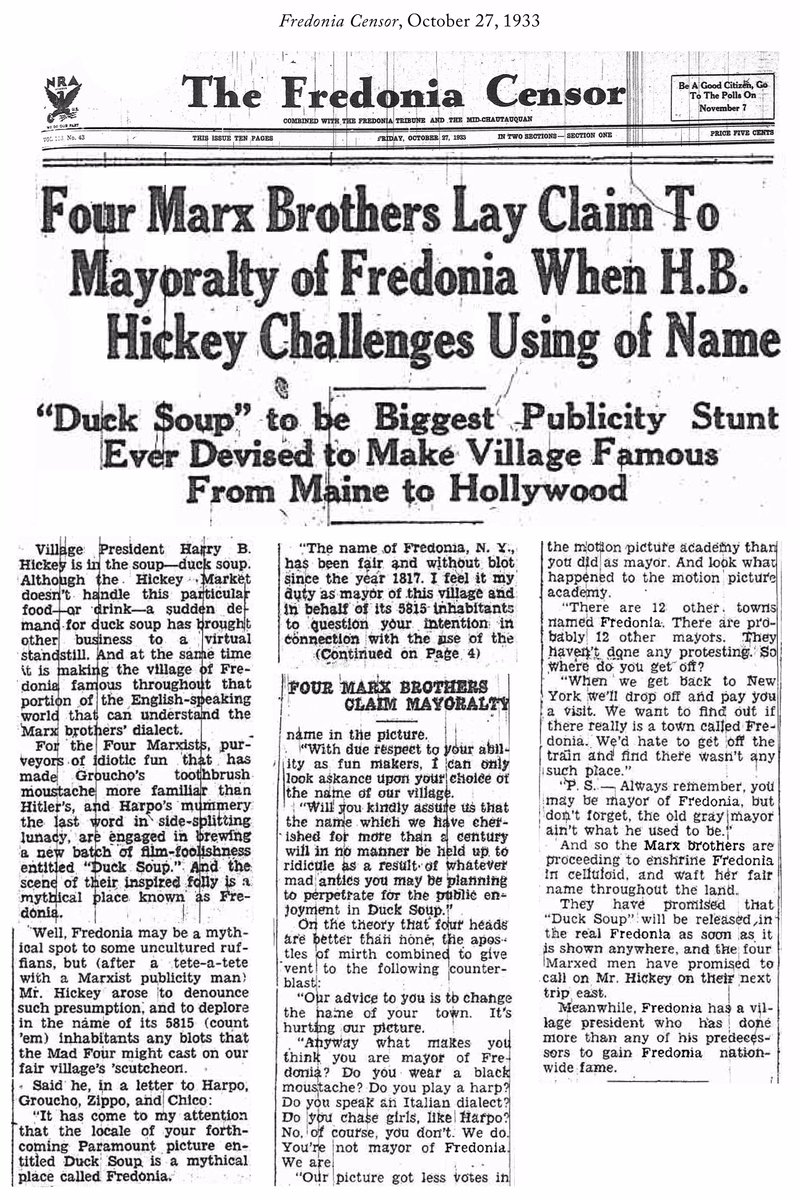 Fredonia Censor, October 27, 1933
NRA
WE DO OUR PART
The Fredonia Censor
Be A Good Citizen, Go
To The Polls On
November 7
COMBINED WITH THE FREDONIA TRIBUNE AND THE MID-CHAUTAUQUAN
No. 43
THIS ISSUE TEN PAGES
FRIDAY, OCTOBER 27, 1933
IN TWO SECTIONS—SECTION ONE
PRICE FIVE CENTS
Four Marx Brothers Lay Claim To
Mayoralty of Fredonia When H.B.
Hickey Challenges Using of Name
"Duck Soup" to be Biggest Publicity Stunt
Ever Devised to Make Village Famous
From Maine to Hollywood
Village President Harry B.
Hickey is in the soup—duck soup.
Although the Hickey Market
doesn't handle this particular
food—or drink—a sudden de-
mand for duck soup has brought
other business to a virtual
standstill. And at the same time
it is making the village of Fre-
donia famous throughout that
portion of the English-speaking
world that can understand the
Marx brothers' dialect.
For the Four Marxists, pur-
veyors of idiotic fun that has
made Groucho's toothbrush
moustache more familiar than
Hitler's, and Harpo's mummery
the last word in side-splitting
lunacy, are engaged in brewing
a new batch of film-foolishness
entitled "Duck Soup." And the
scene of their inspired folly is a
mythical place known as Fre-
donia.
Well, Fredonia may be a myth-
ical spot to some uncultured ruf-
fians, but (after a tete-a-tete
with a Marxist publicity man)
Mr. Hickey arose to denounce
such presumption, and to deplore
in the name of its 5815 (count
'em) inhabitants any blots that
the Mad Four might cast on our
fair village's 'scutcheon.
Said he, in a letter to Harpo,
Groucho, Zippo, and Chico:
"It has come to my attention
that the locale of your forth-
coming Paramount picture en-
titled Duck Soup is a mythical
place called Fredonia.
"The name of Fredonia, N. Y.,
has been fair and without blot
since the year 1817. I feel it my
duty as mayor of this village and
in behalf of its 5815 inhabitants
to question your intention in
connection with the use of the
(Continued on Page 4)
FOUR MARX BROTHERS
CLAIM MAYORALTY
name in the picture.
"With due respect to your abil-
ity as fun makers, I can only
look askance upon your choice of
the name of our village.
"Will you kindly assure us that
the name which we have cher-
ished for more than a century
will in no manner be held up to
ridicule as a result of whatever
mad antics you may be planning
to perpetrate for the public en-
joyment in Duck Soup."
On the theory that four heads
are better than none, the apos-
tles of mirth combined to give
vent to the following counter-
blast:
"Our advice to you is to change
the name of your town. It's
hurting our picture.
"Anyway what makes you
think you are mayor of Fre-
donia? Do you wear a black
moustache? Do you play a harp?
Do you speak an Italian dialect?
Do you chase girls, like Harpo?
No, of course, you don't. We do.
You're not mayor of Fredonia.
We are.
"Our picture got less votes in
the motion picture academy than
you did as mayor. And look what
happened to the motion picture
academy.
"There are 12 other towns
named Fredonia. There are pro-
bably 12 other mayors. They
haven't done any protesting. So
where do you get off?
"When we get back to New
York we'll drop off and pay you
a visit. We want to find out if
there really is a town called Fre-
donia. We'd hate to get off the
train and find there wasn't any
such place."
"P. S.—Always remember, you
may be mayor of Fredonia, but
don't forget, the old gray mayor
ain't what he used to be."
And so the Marx brothers are
proceeding to enshrine Fredonia
in celluloid, and waft her fair
name throughout the land.
They have promised that
"Duck Soup" will be released in
the real Fredonia as soon as it
is shown anywhere, and the four
Marxed men have promised to
call on Mr. Hickey on their next
trip east.
Meanwhile, Fredonia has a vil-
lage president who has done
more than any of his predeces-
sors to gain Fredonia nation-
wide fame.